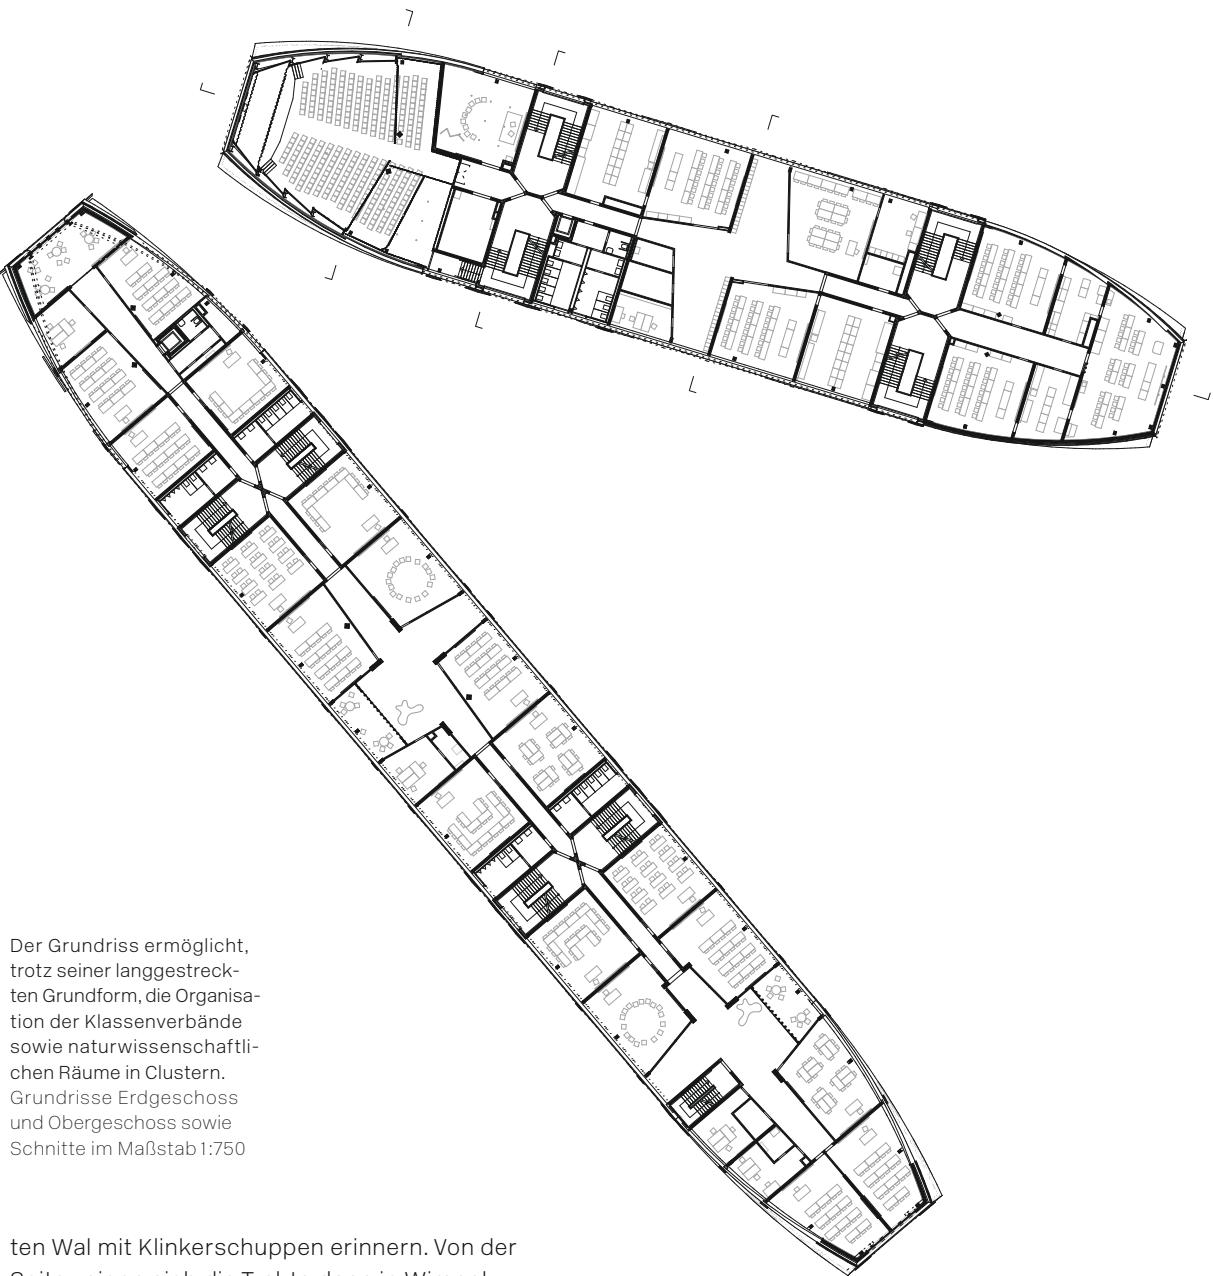 Der Grundriss ermöglicht,
trotz seiner langgestreck-
ten Grundform, die Organisa-
tion der Klassenverbände
sowie naturwissenschaftli-
chen Räume in Clustern.
Grundrisse Erdgeschoss
und Obergeschoss sowie
Schnitte im Maßstab 1:750
ten Wal mit Klinkerschuppen erinnern. Von der